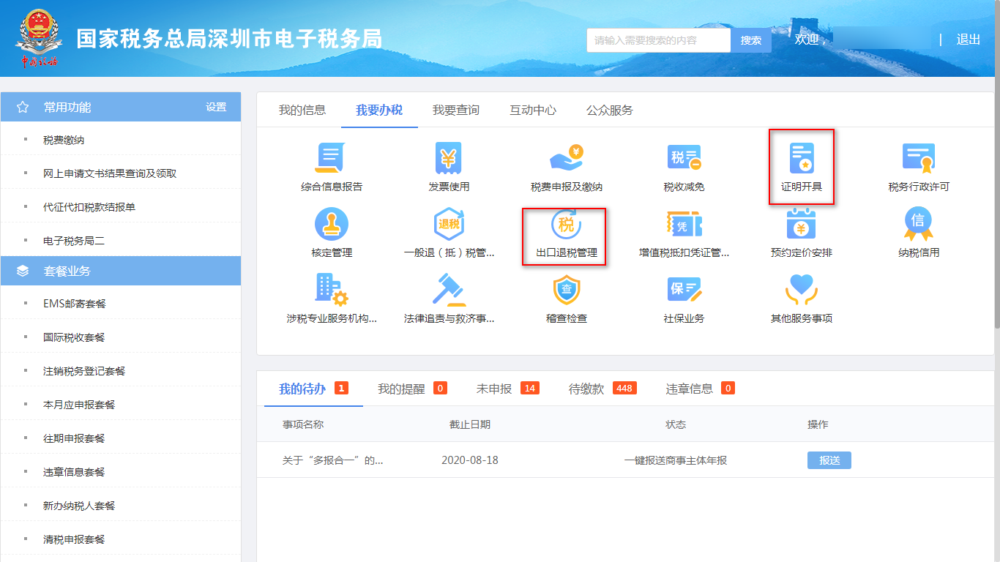 国家税务总局深圳市电子税务局
中国税务
请输入需要搜索的内容 搜索 欢迎， | 退出
常用功能 设置
税费缴纳
网上申请文书结果查询及领取
代征代扣税款结报单
电子税务局二
套餐业务
EMS邮寄套餐
国际税收套餐
注销税务登记套餐
本月应申报套餐
往期申报套餐
违章信息套餐
新办纳税人套餐
清税申报套餐
我的信息 我要办税 我要查询 互动中心 公众服务
¥ ¥ 税
综合信息报告 发票使用 税费申报及缴纳 税收减免 证明开具 税务行政许可
退税 税 凭 ¥ 信
核定管理 一般退（抵）税管... 出口退税管理 增值税抵扣凭证管... 预约定价安排 纳税信用
查 保
涉税专业服务机构... 法律追责与救济事... 稽查检查 社保业务 其他服务事项
我的待办 1 我的提醒 0 未申报 14 待缴款 448 违章信息 0
事项名称 截止日期 状态 操作
关于“多报合一”的... 2020-08-18 一键报送商事主体年报 报送